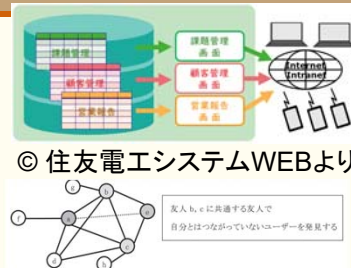 課題管理
顧客管理
営業報告
課題管理
画面
顧客管理
画面
営業報告
画面
Internet
Intranet
© 住友電工システムWEBより
g
b
e
f
a
c
d
h
友人 b, c に共通する友人で
自分とはつながっていないユーザーを発見する